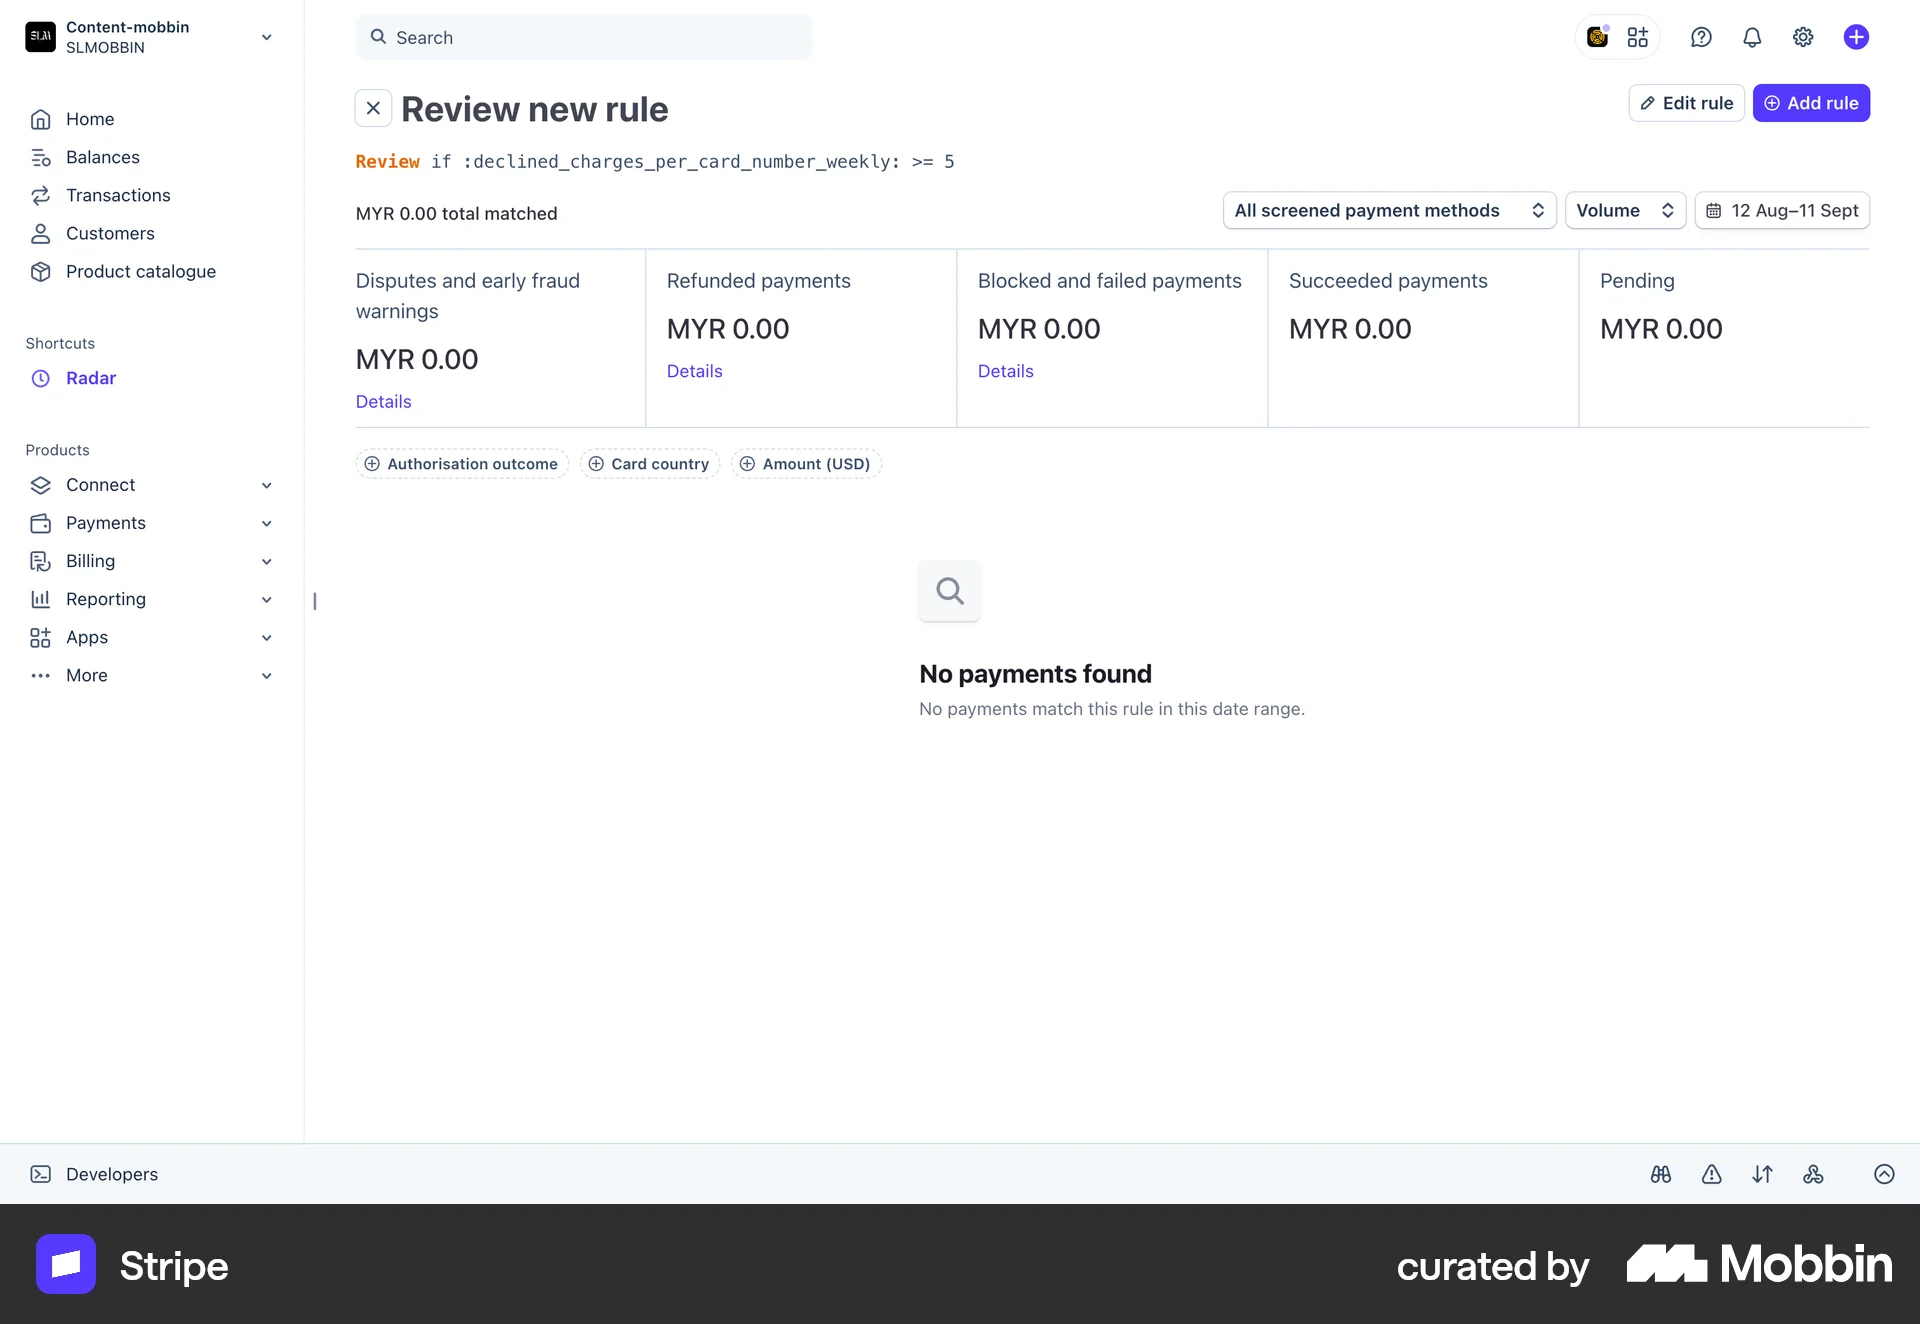 SLM
Content-mobbin
SLMOBBIN
Search
Home
Balances
Transactions
Customers
Product catalogue
Shortcuts
Radar
Products
Connect
Payments
Billing
Reporting
Apps
More
Review new rule
Edit rule
Add rule
Review if :declined_charges_per_card_number_weekly: >= 5
MYR 0.00 total matched
All screened payment methods
Volume
12 Aug–11 Sept
Disputes and early fraud
warnings
MYR 0.00
Details
Refunded payments
MYR 0.00
Details
Blocked and failed payments
MYR 0.00
Details
Succeeded payments
MYR 0.00
Pending
MYR 0.00
Authorisation outcome
Card country
Amount (USD)
No payments found
No payments match this rule in this date range.
Developers
Stripe
curated by
Mobbin